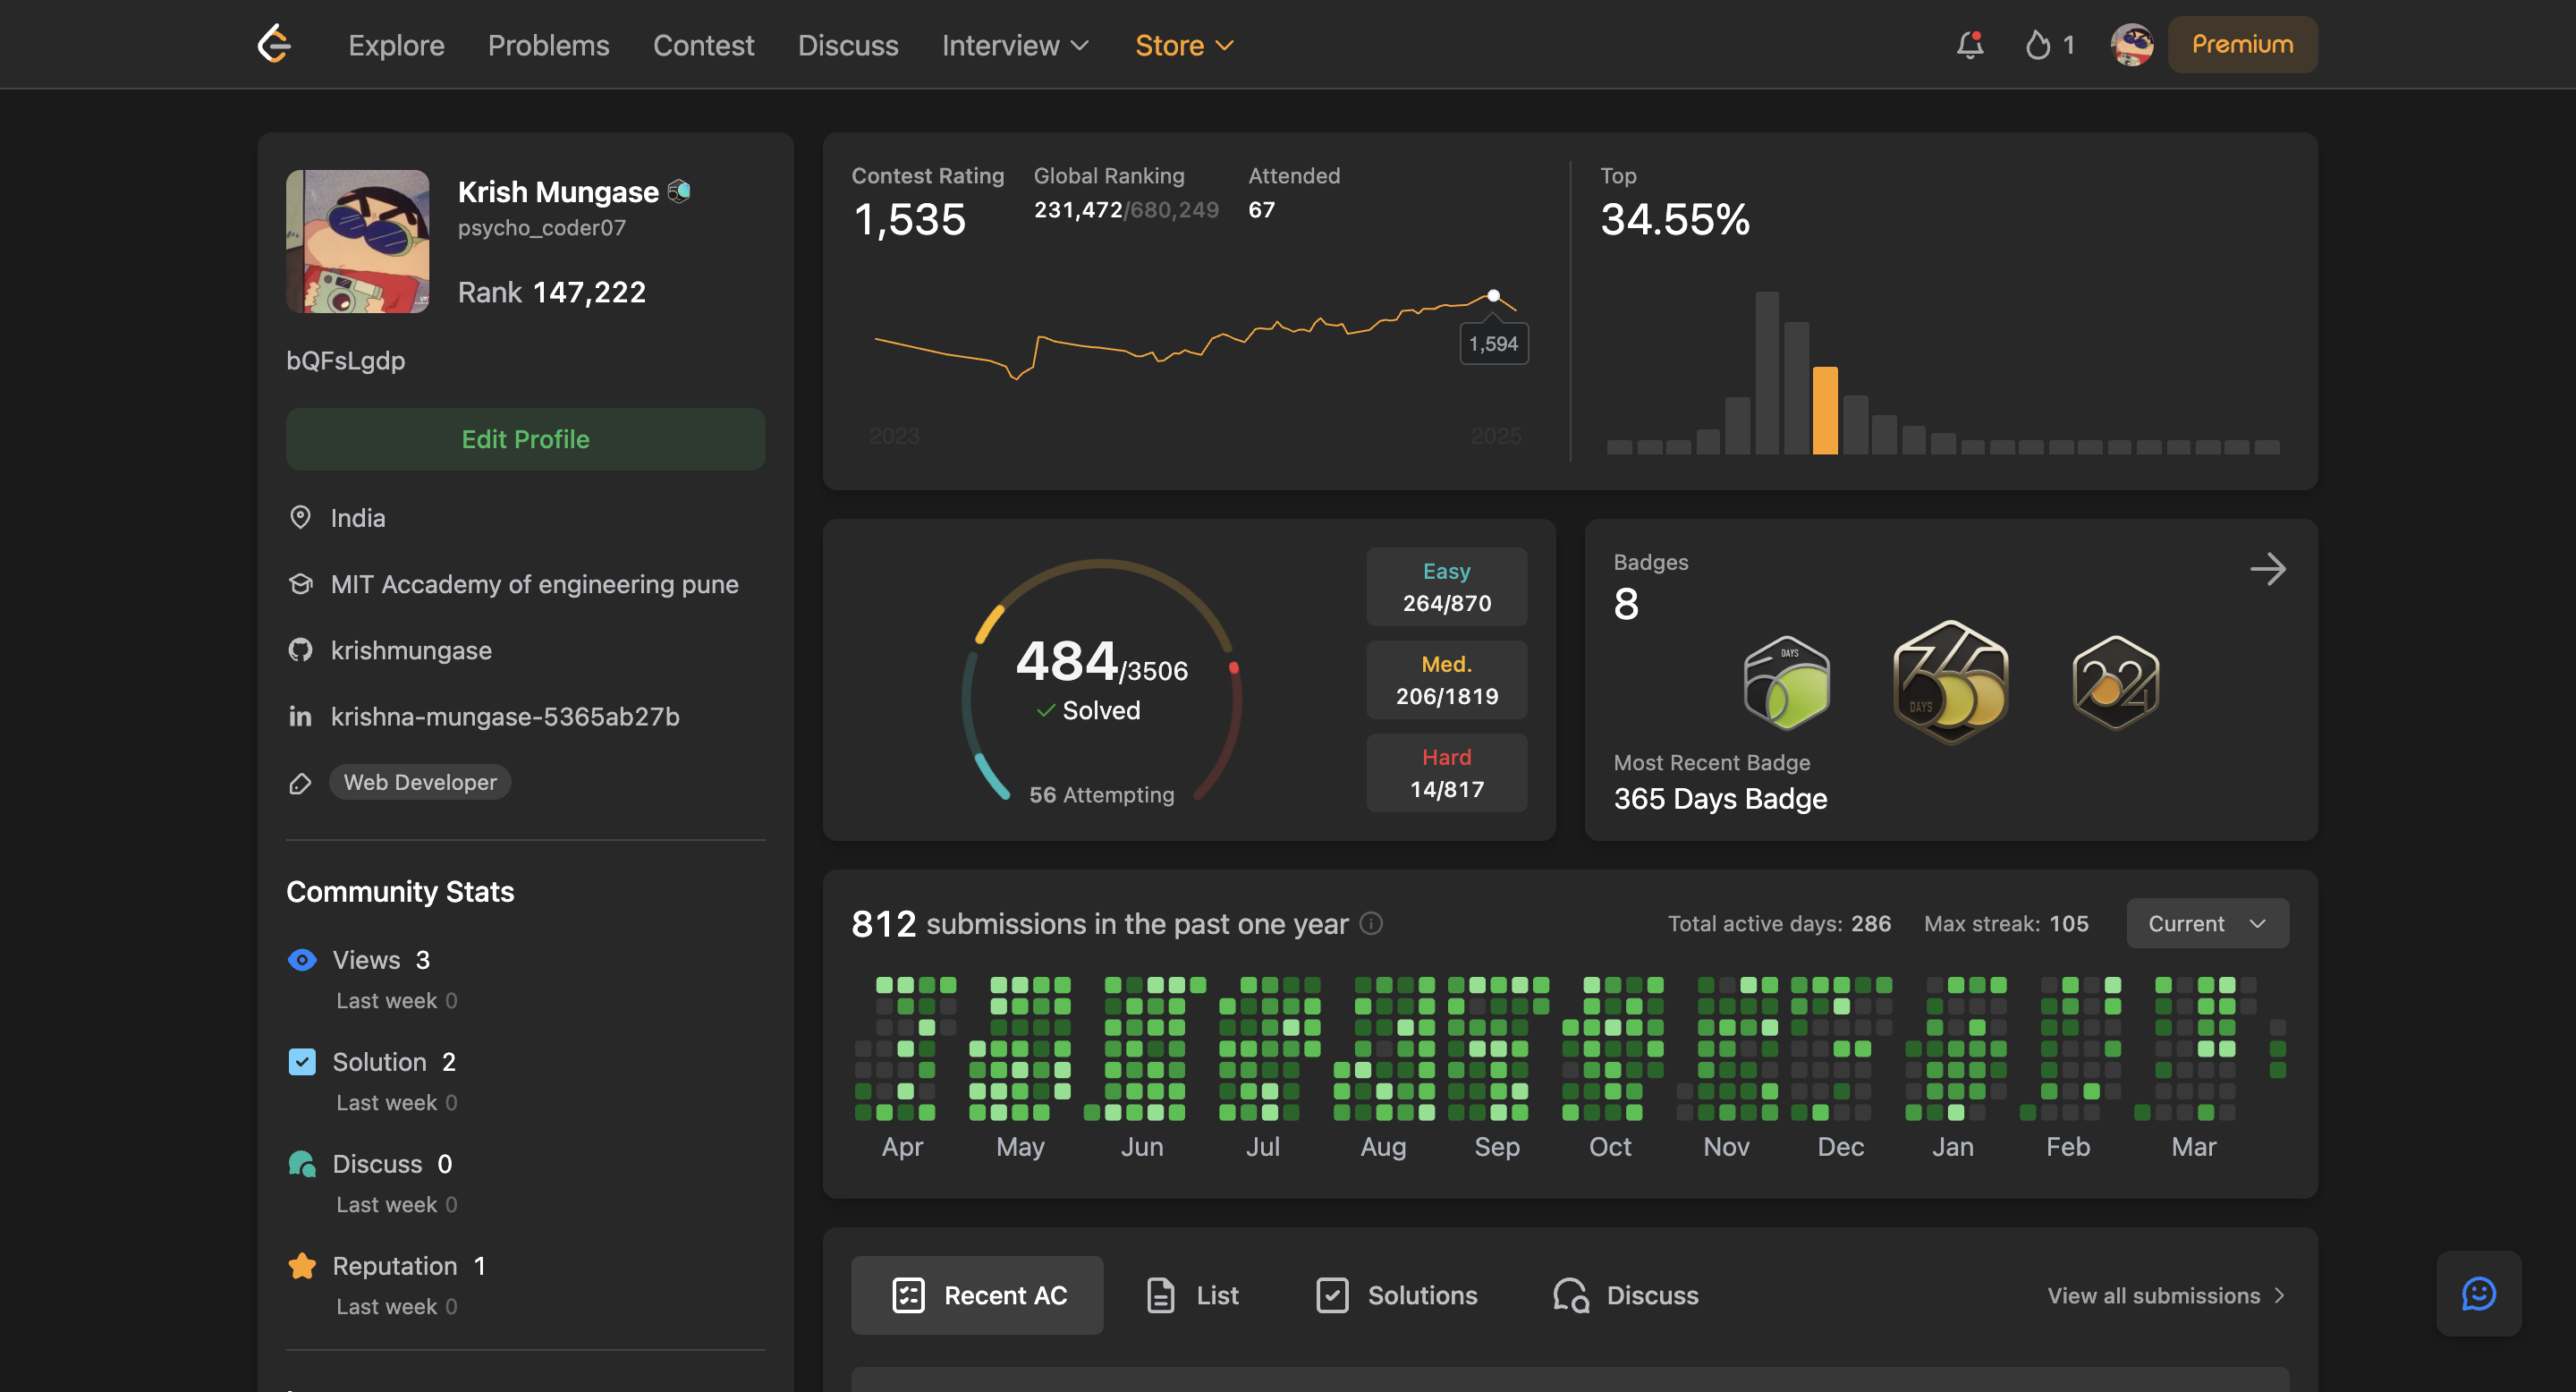 Explore Problems Contest Discuss Interview Store 1 Premium
Krish Mungase
psycho_coder07
Rank 147,222
bQFsLgdp
Edit Profile
India
MIT Accademy of engineering pune
krishmungase
krishna-mungase-5365ab27b
Web Developer
Community Stats
Views 3
Last week 0
Solution 2
Last week 0
Discuss 0
Last week 0
Reputation 1
Last week 0
Contest Rating
1,535
Global Ranking
231,472/680,249
Attended
67
1,594
2023 2025
Top
34.55%
484/3506
Solved
56 Attempting
Easy
264/870
Med.
206/1819
Hard
14/817
Badges
8
DAYS
50
365
DAYS
2024
Most Recent Badge
365 Days Badge
812 submissions in the past one year
Total active days: 286 Max streak: 105 Current
Apr May Jun Jul Aug Sep Oct Nov Dec Jan Feb Mar
Recent AC List Solutions Discuss View all submissions